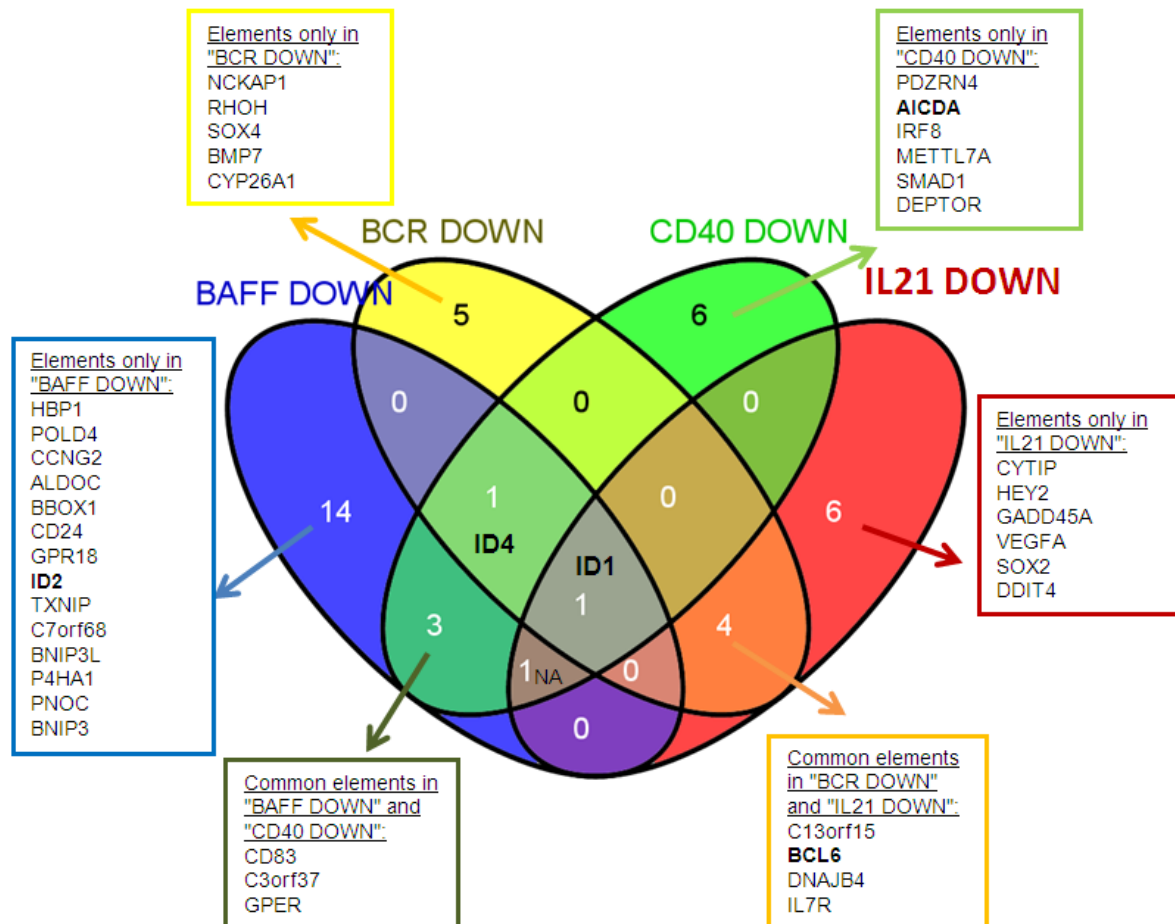 Elements only in
"BCR DOWN":
NCKAP1
RHOH
SOX4
BMP7
CYP26A1
Elements only in
"CD40 DOWN":
PDZRN4
AICDA
IRF8
METTL7A
SMAD1
DEPTOR
BCR DOWN
CD40 DOWN
BAFF DOWN
IL21 DOWN
5
6
Elements only in
"BAFF DOWN":
HBP1
POLD4
CCNG2
ALDOC
BBOX1
CD24
GPR18
ID2
TXNIP
C7orf68
BNIP3L
P4HA1
PNOC
BNIP3
0
0
0
14
1
ID4
0
6
ID1
1
3
4
1NA
0
0
Elements only in
"IL21 DOWN":
CYTIP
HEY2
GADD45A
VEGFA
SOX2
DDIT4
Common elements in
"BAFF DOWN" and
"CD40 DOWN":
CD83
C3orf37
GPER
Common elements
in "BCR DOWN"
and "IL21 DOWN":
C13orf15
BCL6
DNAJB4
IL7R